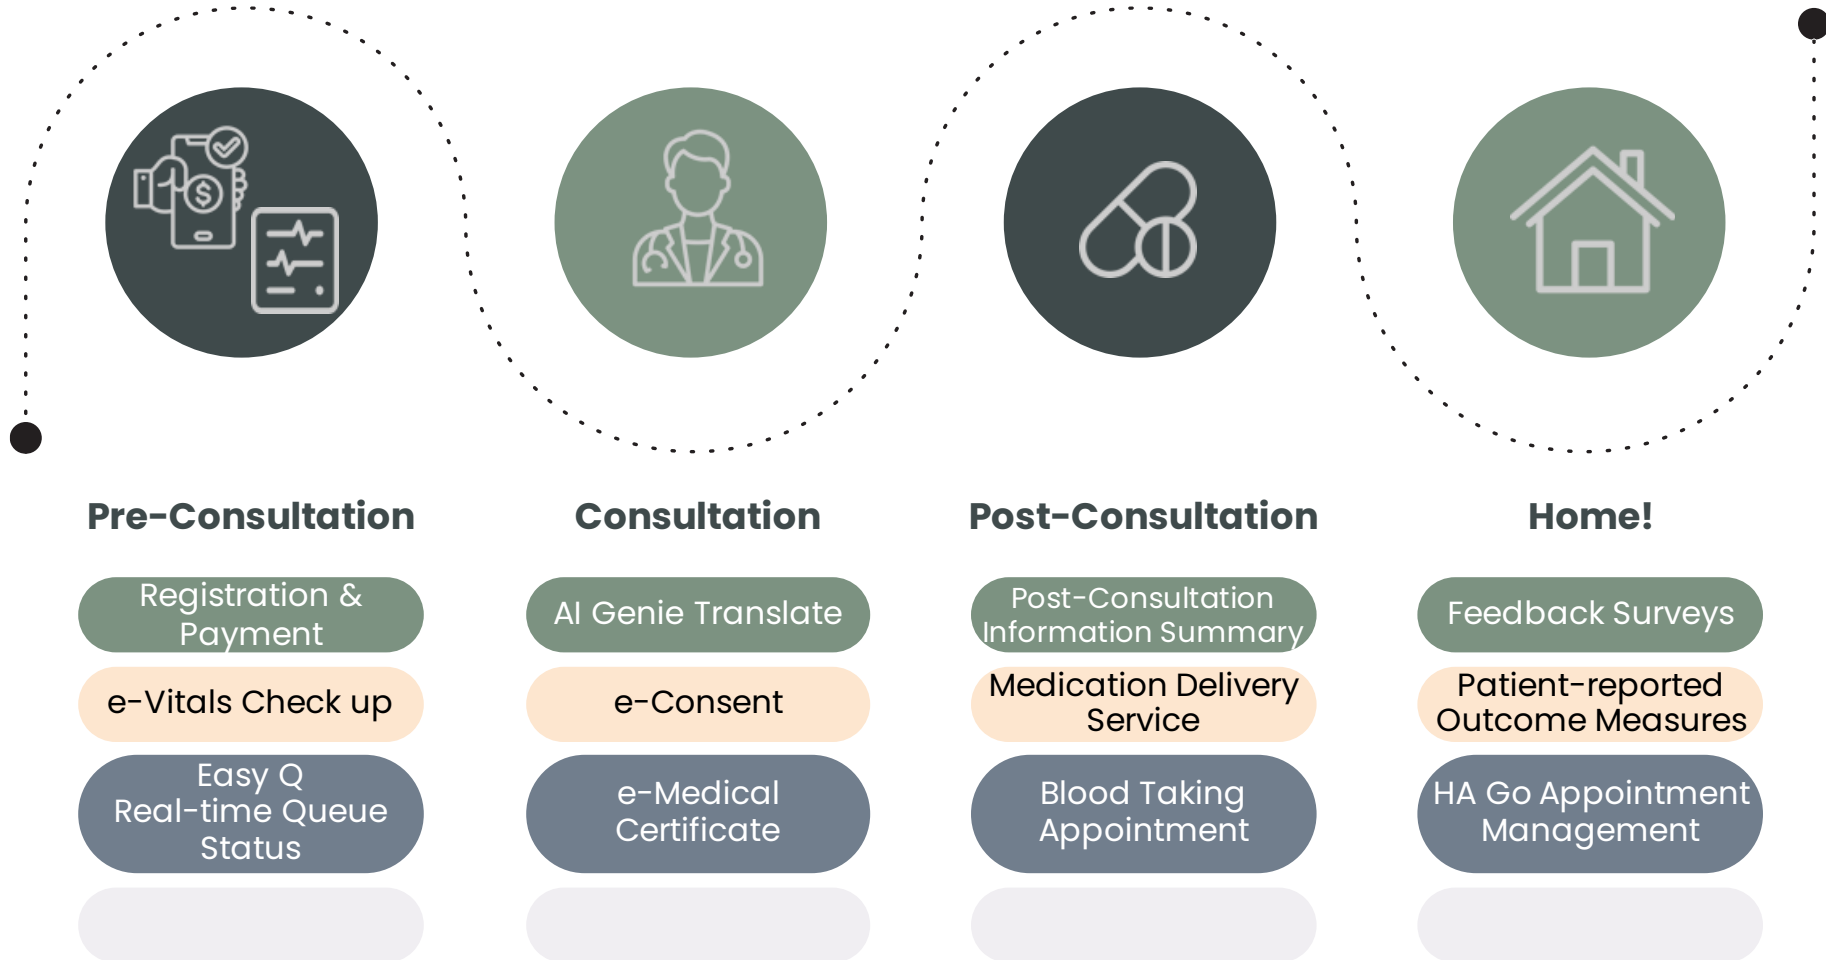 Pre-Consultation
Registration &
Payment
e-Vitals Check up
Easy Q
Real-time Queue
Status
Consultation
AI Genie Translate
e-Consent
e-Medical
Certificate
Post-Consultation
Post-Consultation
Information Summary
Medication Delivery
Service
Blood Taking
Appointment
Home!
Feedback Surveys
Patient-reported
Outcome Measures
HA Go Appointment
Management
$